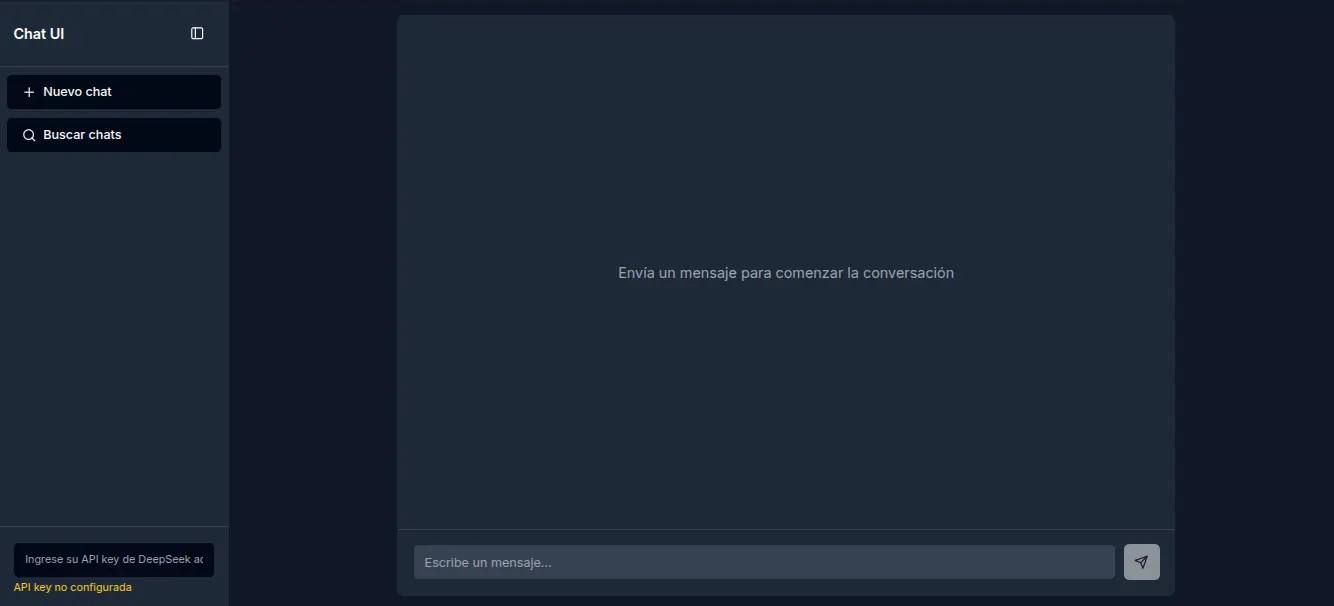 Chat UI
Nuevo chat
Buscar chats
Envía un mensaje para comenzar la conversación
Escribe un mensaje...
Ingrese su API key de DeepSeek
API key no configurada